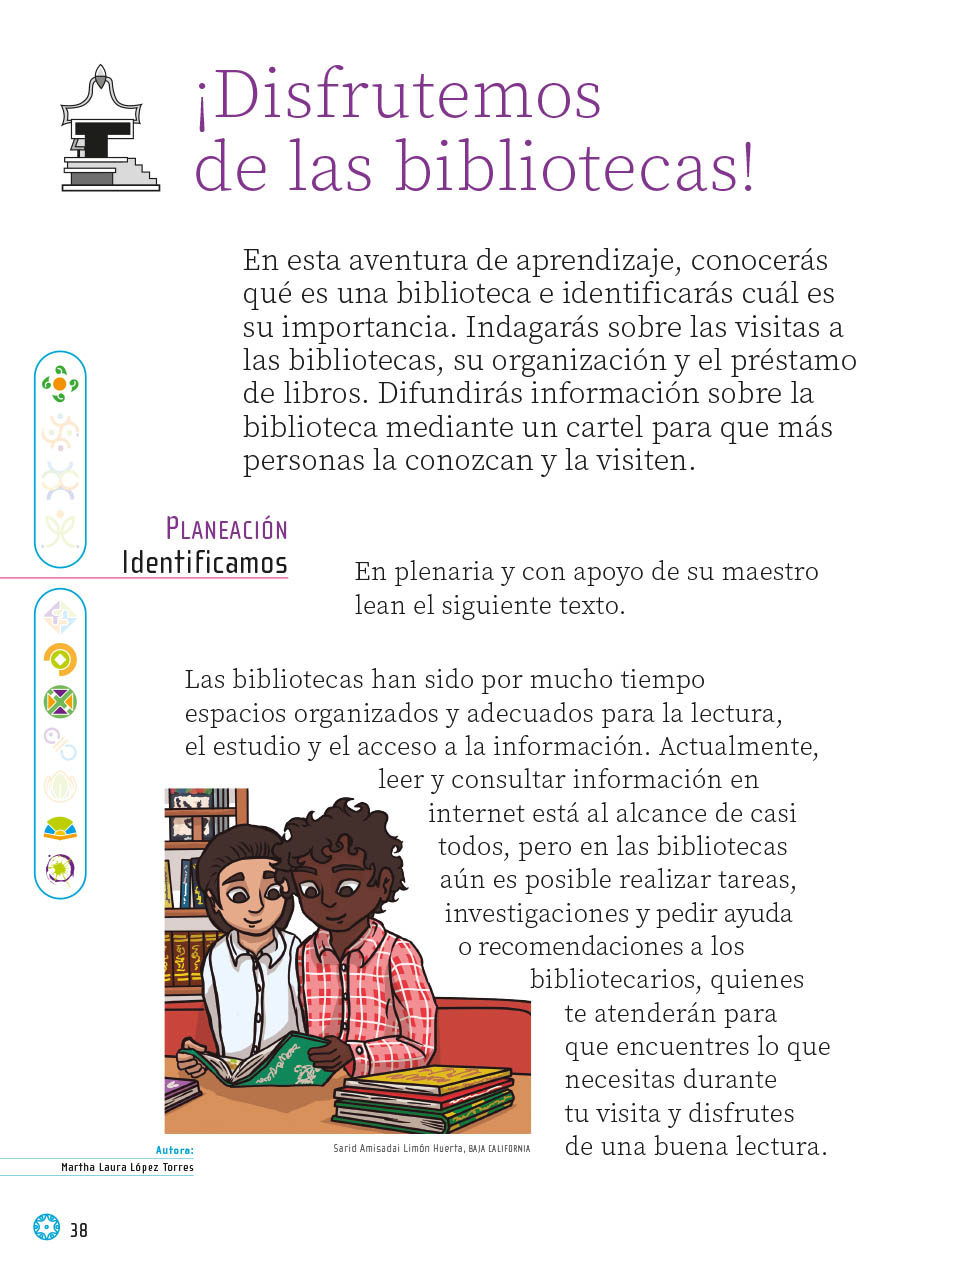 ¡Disfrutemos
de las bibliotecas!
En esta aventura de aprendizaje, conocerás
qué es una biblioteca e identificarás cuál es
su importancia. Indagarás sobre las visitas a
las bibliotecas, su organización y el préstamo
de libros. Difundirás información sobre la
biblioteca mediante un cartel para que más
personas la conozcan y la visiten.
PLANEACIÓN
Identificamos
En plenaria y con apoyo de su maestro
lean el siguiente texto.
Las bibliotecas han sido por mucho tiempo
espacios organizados y adecuados para la lectura,
el estudio y el acceso a la información. Actualmente,
leer y consultar información en
internet está al alcance de casi
todos, pero en las bibliotecas
aún es posible realizar tareas,
investigaciones y pedir ayuda
o recomendaciones a los
bibliotecarios, quienes
te atenderán para
que encuentres lo que
necesitas durante
tu visita y disfrutes
de una buena lectura.
Sarid Amisadai Limón Huerta, BAJA CALIFORNIA
Autora:
Martha Laura López Torres
38